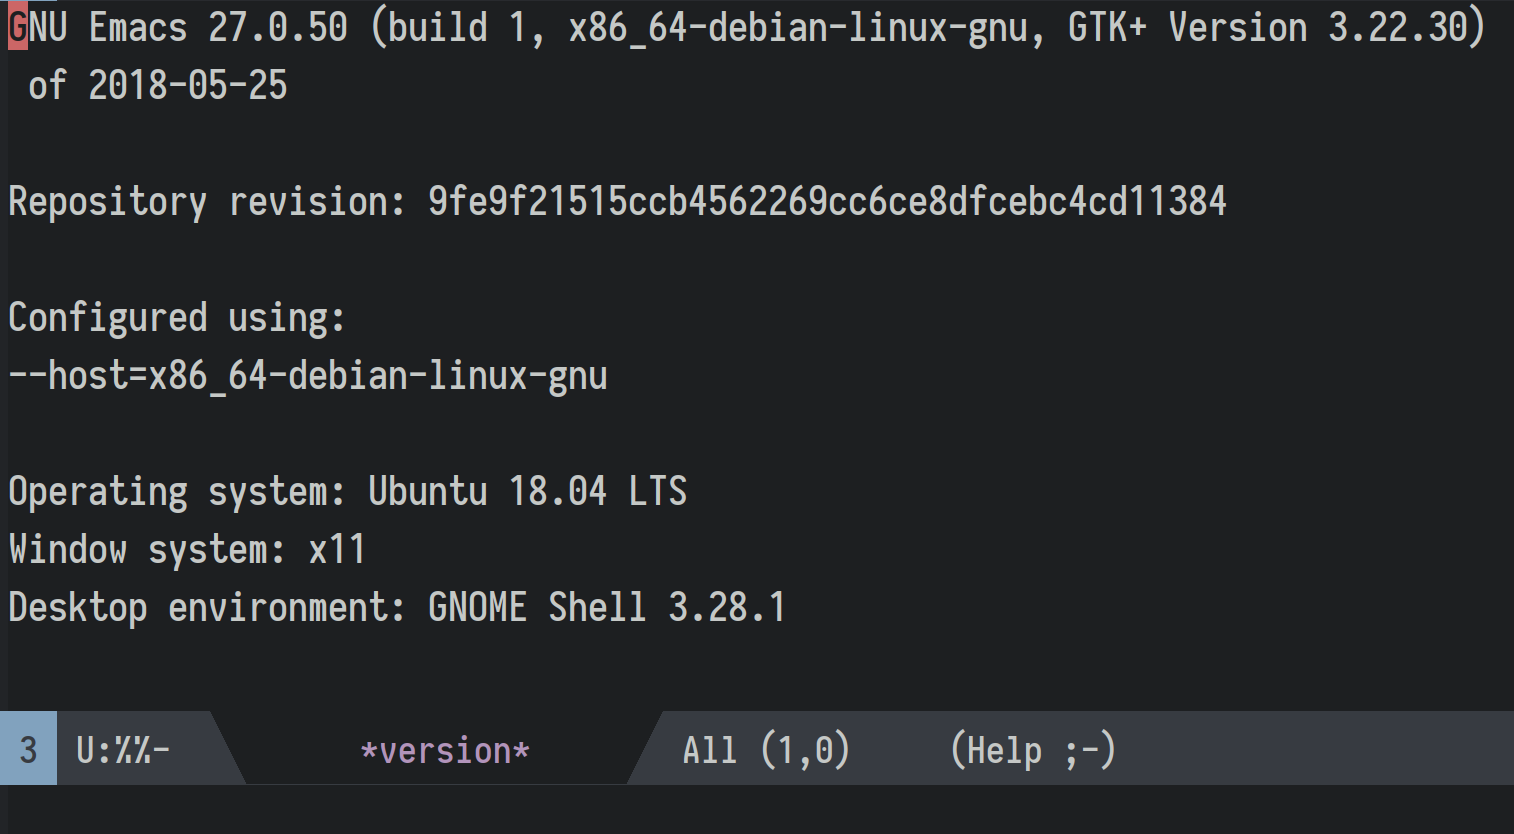 GNU Emacs 27.0.50 (build 1, x86_64-debian-linux-gnu, GTK+ Version 3.22.30)
of 2018-05-25
Repository revision: 9fe9f21515ccb4562269cc6ce8dfcebc4cd11384
Configured using:
--host=x86_64-debian-linux-gnu
Operating system: Ubuntu 18.04 LTS
Window system: x11
Desktop environment: GNOME Shell 3.28.1
3 U:%%- *version* All (1,0) (Help ;-)